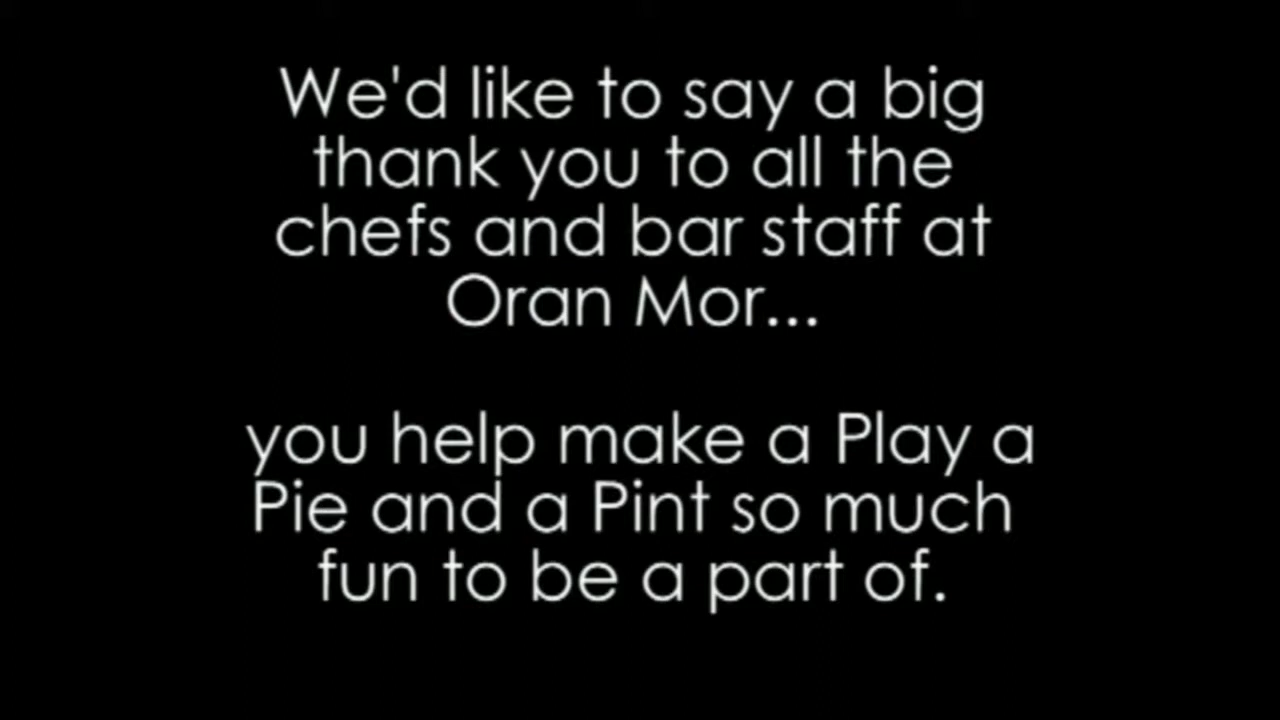 We'd like to say a big
thank you to all the
chefs and bar staff at
Oran Mor...
you help make a Play a
Pie and a Pint so much
fun to be a part of.